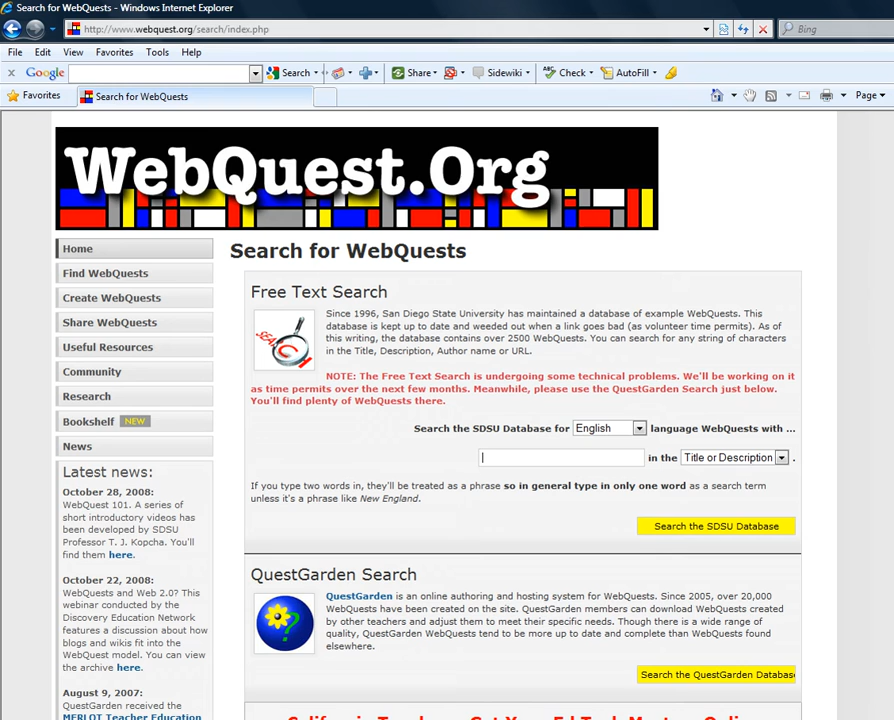 Search for WebQuests - Windows Internet Explorer
http://www.webquest.org/search/index.php
Bing
File Edit View Favorites Tools Help
x Google Search Share Sidewiki ABC Check AutoFill
Favorites Search for WebQuests Page
WebQuest.Org
Home
Find WebQuests
Create WebQuests
Share WebQuests
Useful Resources
Community
Research
Bookshelf NEW
News
Latest news:
October 28, 2008:
WebQuest 101. A series of
short introductory videos has
been developed by SDSU
Professor T. J. Kopcha. You'll
find them here.
October 22, 2008:
WebQuests and Web 2.0? This
webinar conducted by the
Discovery Education Network
features a discussion about how
blogs and wikis fit into the
WebQuest model. You can view
the archive here.
August 9, 2007:
QuestGarden received the
MERLOT Teacher Education
Search for WebQuests
Free Text Search
SEARCH
Since 1996, San Diego State University has maintained a database of example WebQuests. This
database is kept up to date and weeded out when a link goes bad (as volunteer time permits). As of
this writing, the database contains over 2500 WebQuests. You can search for any string of characters
in the Title, Description, Author name or URL.
NOTE: The Free Text Search is undergoing some technical problems. We'll be working on it
as time permits over the next few months. Meanwhile, please use the QuestGarden Search just below.
You'll find plenty of WebQuests there.
Search the SDSU Database for English language WebQuests with ...
in the Title or Description .
If you type two words in, they'll be treated as a phrase so in general type in only one word as a search term
unless it's a phrase like New England.
Search the SDSU Database
QuestGarden Search
QuestGarden is an online authoring and hosting system for WebQuests. Since 2005, over 20,000
WebQuests have been created on the site. QuestGarden members can download WebQuests created
by other teachers and adjust them to meet their specific needs. Though there is a wide range of
quality, QuestGarden WebQuests tend to be more up to date and complete than WebQuests found
elsewhere.
Search the QuestGarden Database